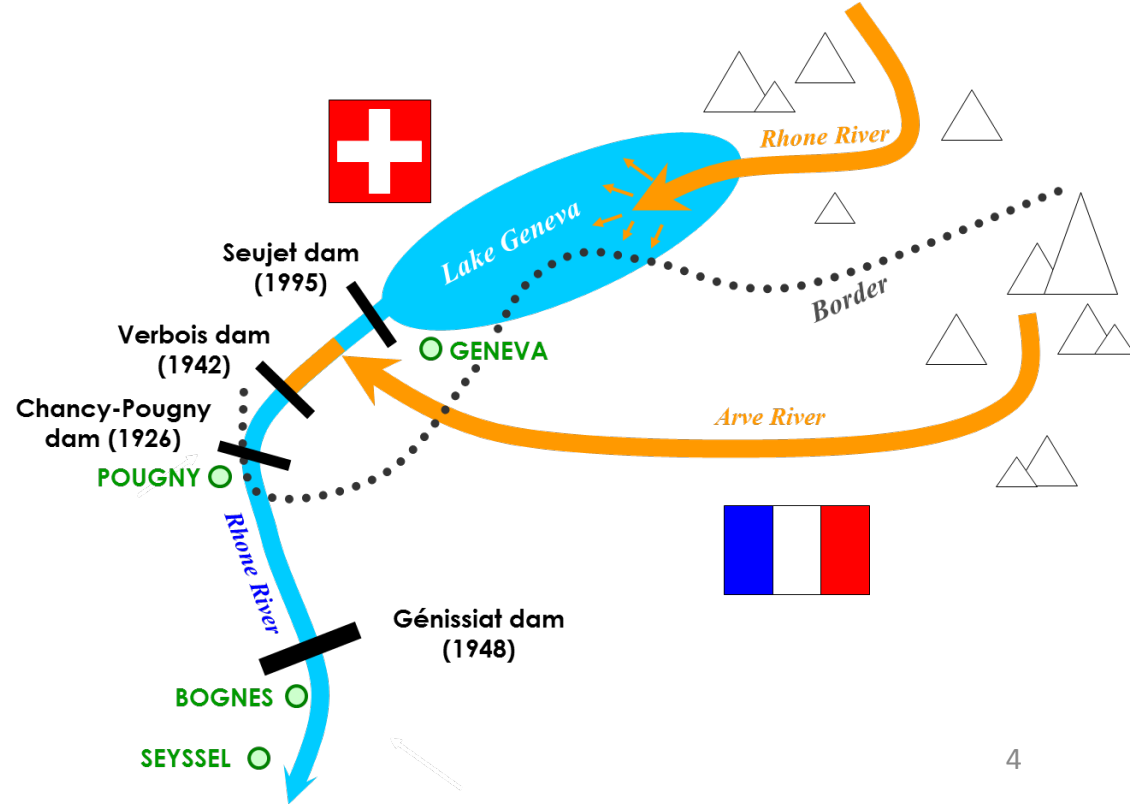 Rhone River
Lake Geneva
Seujet dam
(1995)
Border
Verbois dam
(1942)
GENEVA
Chancy-Pougny
dam (1926)
Arve River
POUGNY
Rhone River
Génissiat dam
(1948)
BOGNES
SEYSSEL
4